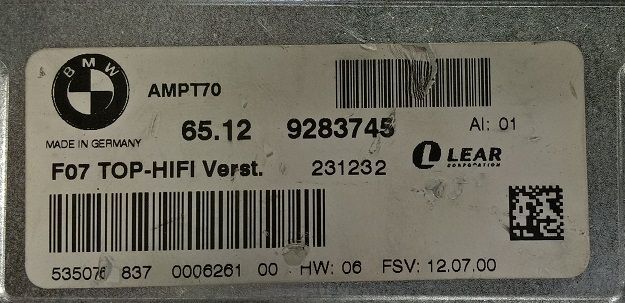 BMW
AMPT70
MADE IN GERMANY
65.12 9283745 AI: 01
F07 TOP-HIFI Verst. 231232 LEAR
CORPORATION
535076 837 0006261 00 HW: 06 FSV: 12.07.00